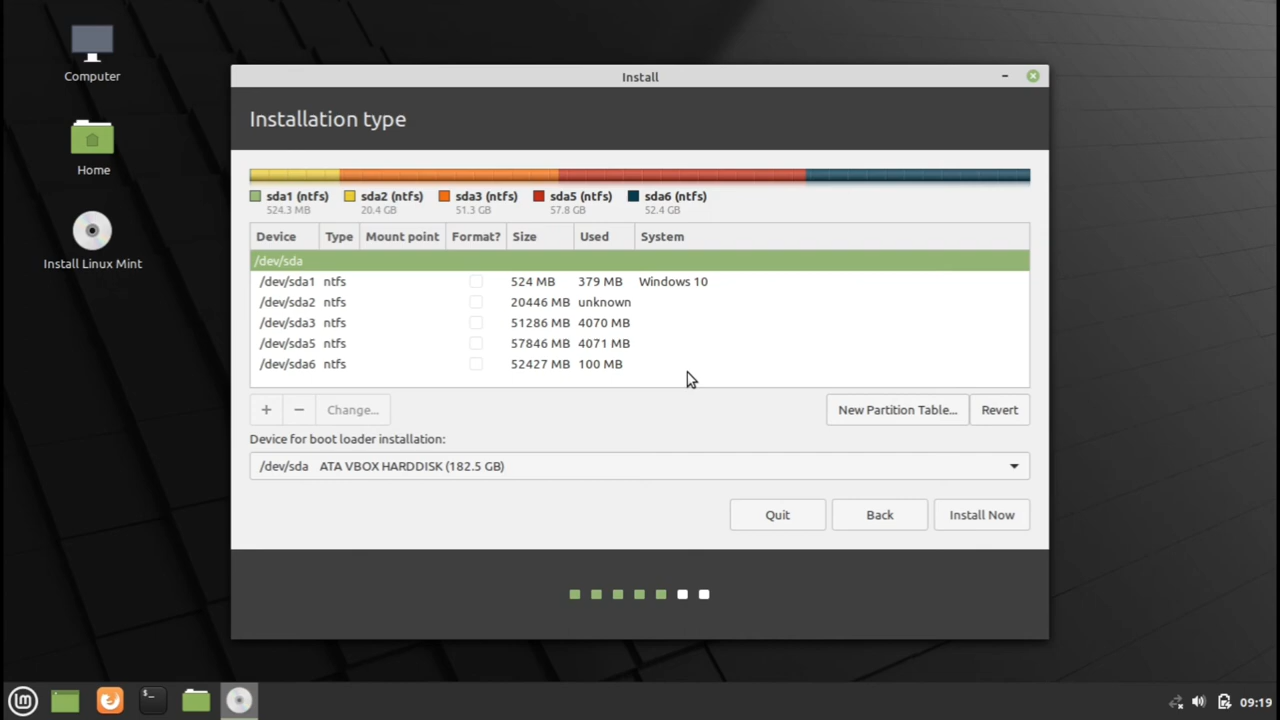 Computer
Home
Install Linux Mint
Install
Installation type
sda1 (ntfs) sda2 (ntfs) sda3 (ntfs) sda5 (ntfs) sda6 (ntfs)
524.3 MB 20.4 GB 51.3 GB 57.8 GB 52.4 GB
Device Type Mount point Format? Size Used System
/dev/sda
/dev/sda1 ntfs 524 MB 379 MB Windows 10
/dev/sda2 ntfs 20446 MB unknown
/dev/sda3 ntfs 51286 MB 4070 MB
/dev/sda5 ntfs 57846 MB 4071 MB
/dev/sda6 ntfs 52427 MB 100 MB
+ − Change... New Partition Table... Revert
Device for boot loader installation:
/dev/sda ATA VBOX HARDDISK (182.5 GB)
Quit Back Install Now
09:19